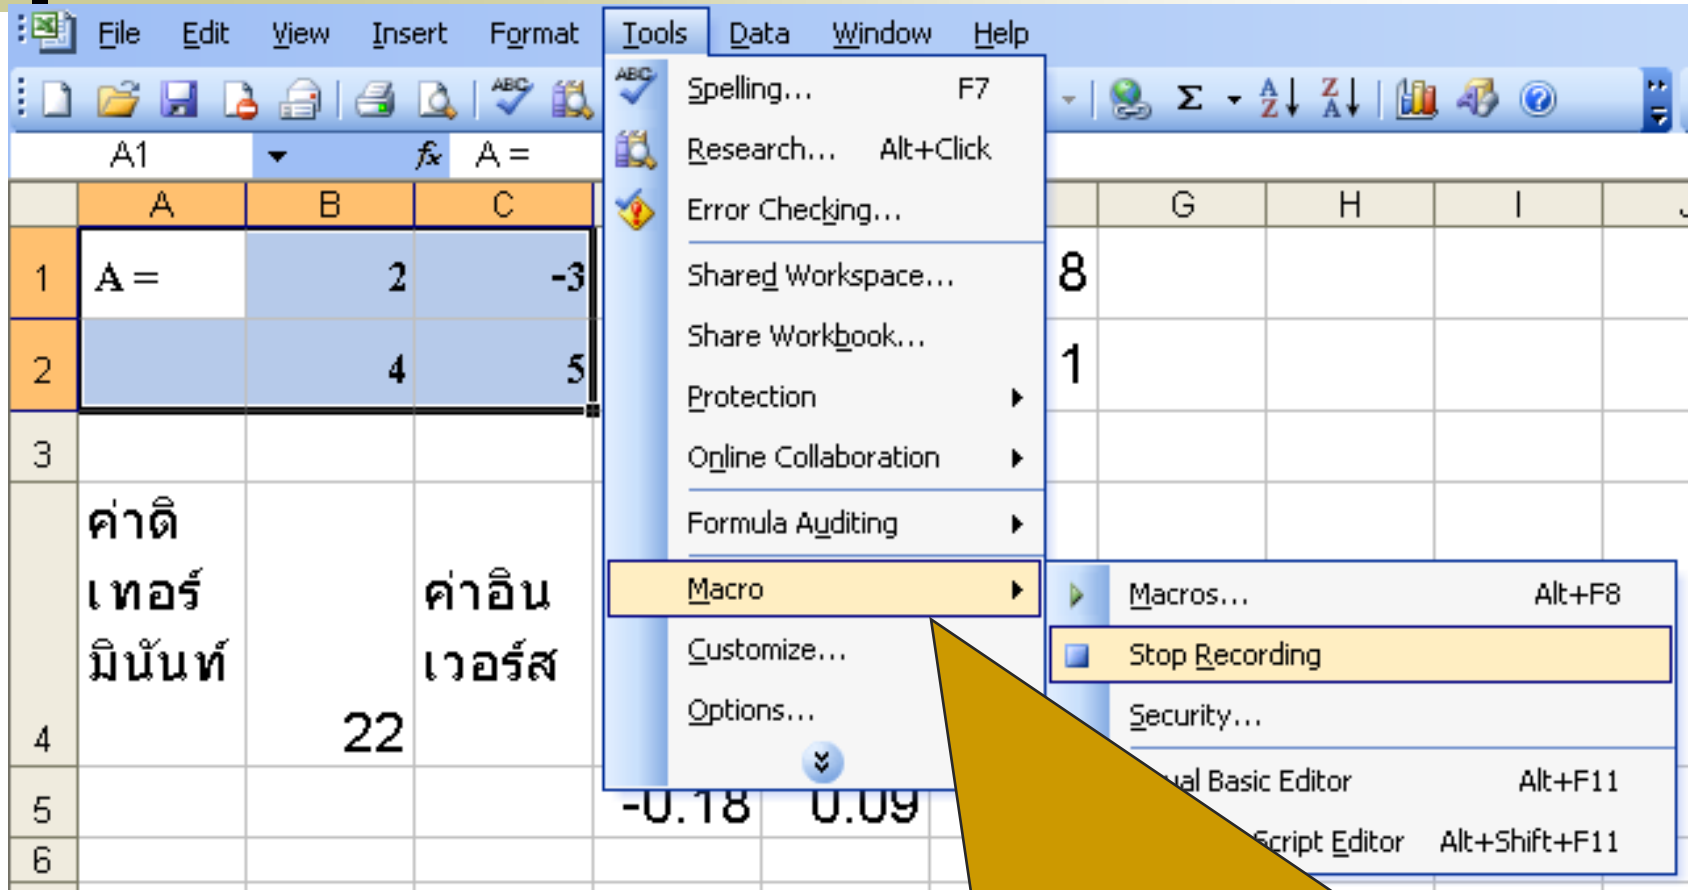 File Edit View Insert Format Tools Data Window Help
A1 fx A =
A B C G H I
1 A = 2 -3 8
2 4 5 1
3
ค่าดิ
เทอร์
มินันท์
ค่าอิน
เวอร์ส
4 22
5 -0.18 0.09
6
Spelling... F7
Research... Alt+Click
Error Checking...
Shared Workspace...
Share Workbook...
Protection
Online Collaboration
Formula Auditing
Macro
Customize...
Options...
Macros... Alt+F8
Stop Recording
Security...
Basic Editor Alt+F11
Editor Alt+Shift+F11